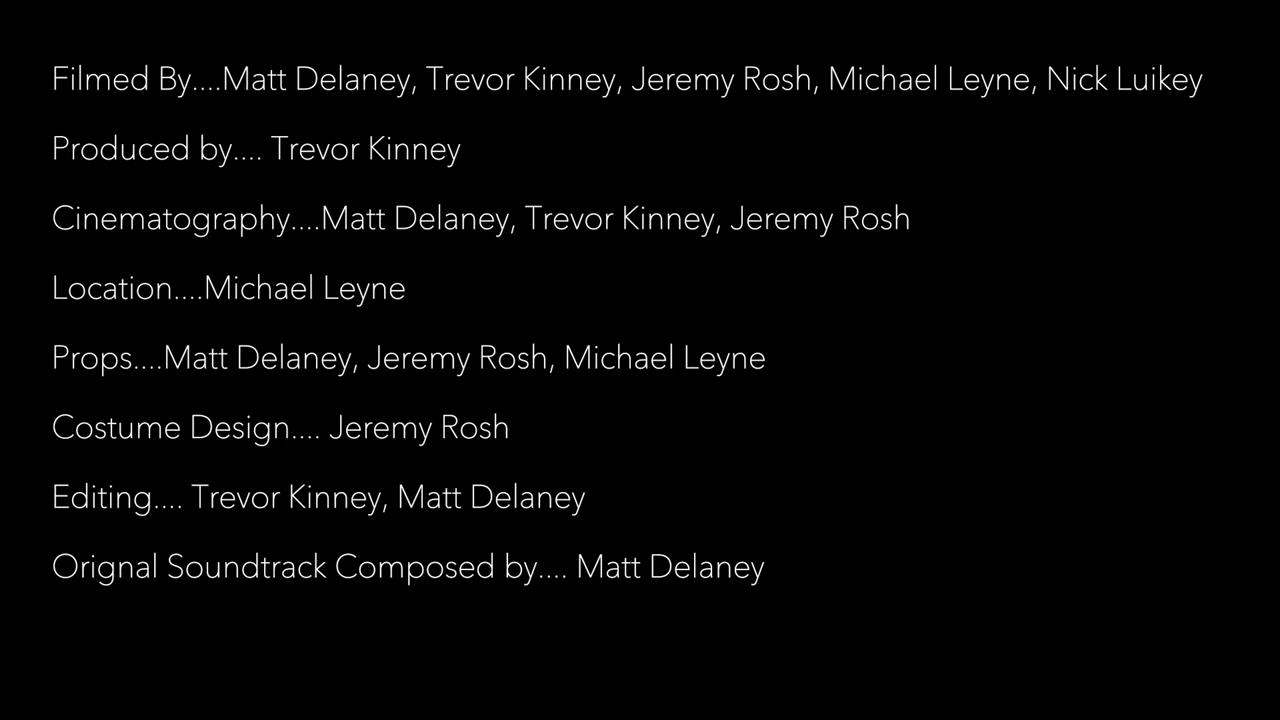 Filmed By....Matt Delaney, Trevor Kinney, Jeremy Rosh, Michael Leyne, Nick Luikey
Produced by.... Trevor Kinney
Cinematography....Matt Delaney, Trevor Kinney, Jeremy Rosh
Location....Michael Leyne
Props....Matt Delaney, Jeremy Rosh, Michael Leyne
Costume Design.... Jeremy Rosh
Editing.... Trevor Kinney, Matt Delaney
Orignal Soundtrack Composed by.... Matt Delaney